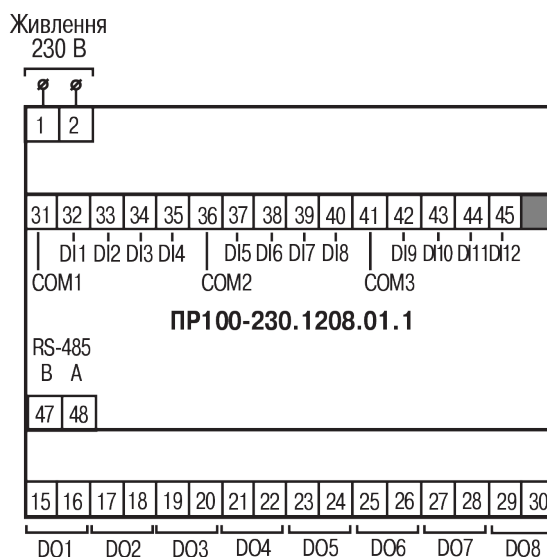 Живлення
230 В
1 2
31 32 33 34 35 36 37 38 39 40 41 42 43 44 45
DI1 DI2 DI3 DI4 DI5 DI6 DI7 DI8 DI9 DI10 DI11 DI12
COM1 COM2 COM3
ПР100-230.1208.01.1
RS-485
B A
47 48
15 16 17 18 19 20 21 22 23 24 25 26 27 28 29 30
DO1 DO2 DO3 DO4 DO5 DO6 DO7 DO8